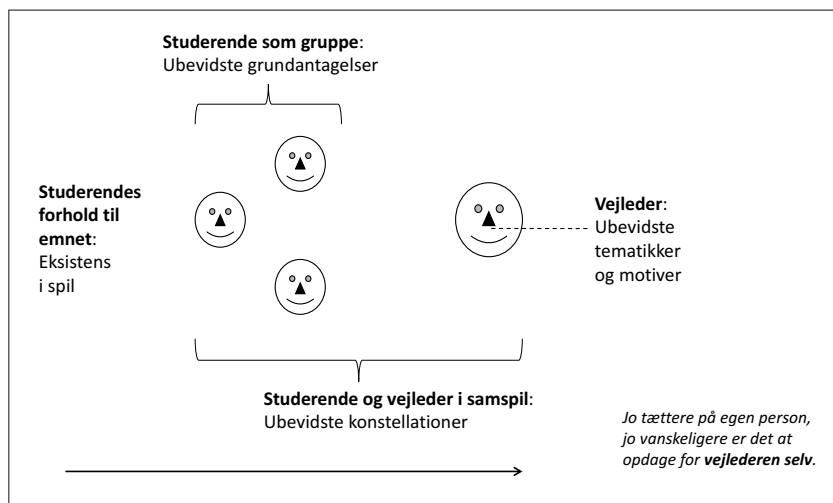 Studerende som gruppe:
Ubevidste grundantagelser
Studerendes
forhold til
emnet:
Eksistens
i spil
Vejleder:
Ubevidste
tematikker
og motiver
Studerende og vejleder i samspil:
Ubevidste konstellationer
Jo tættere på egen person,
jo vanskeligere er det at
opdage for vejlederen selv.